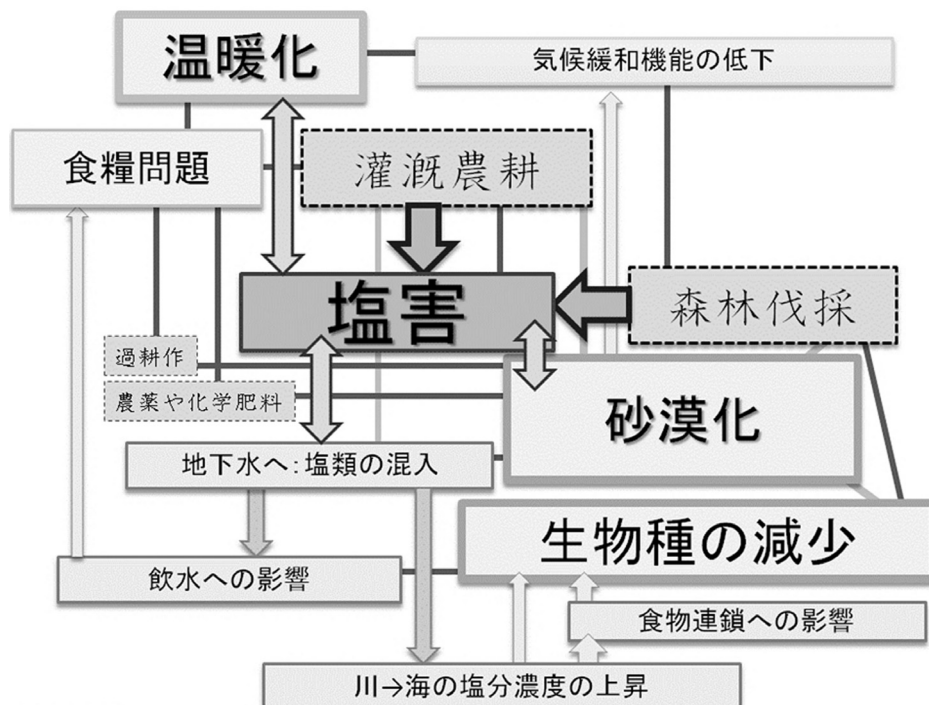 温暖化
気候緩和機能の低下
食糧問題
灌漑農耕
塩害
森林伐採
過耕作
農薬や化学肥料
砂漠化
地下水へ:塩類の混入
生物種の減少
飲水への影響
食物連鎖への影響
川→海の塩分濃度の上昇